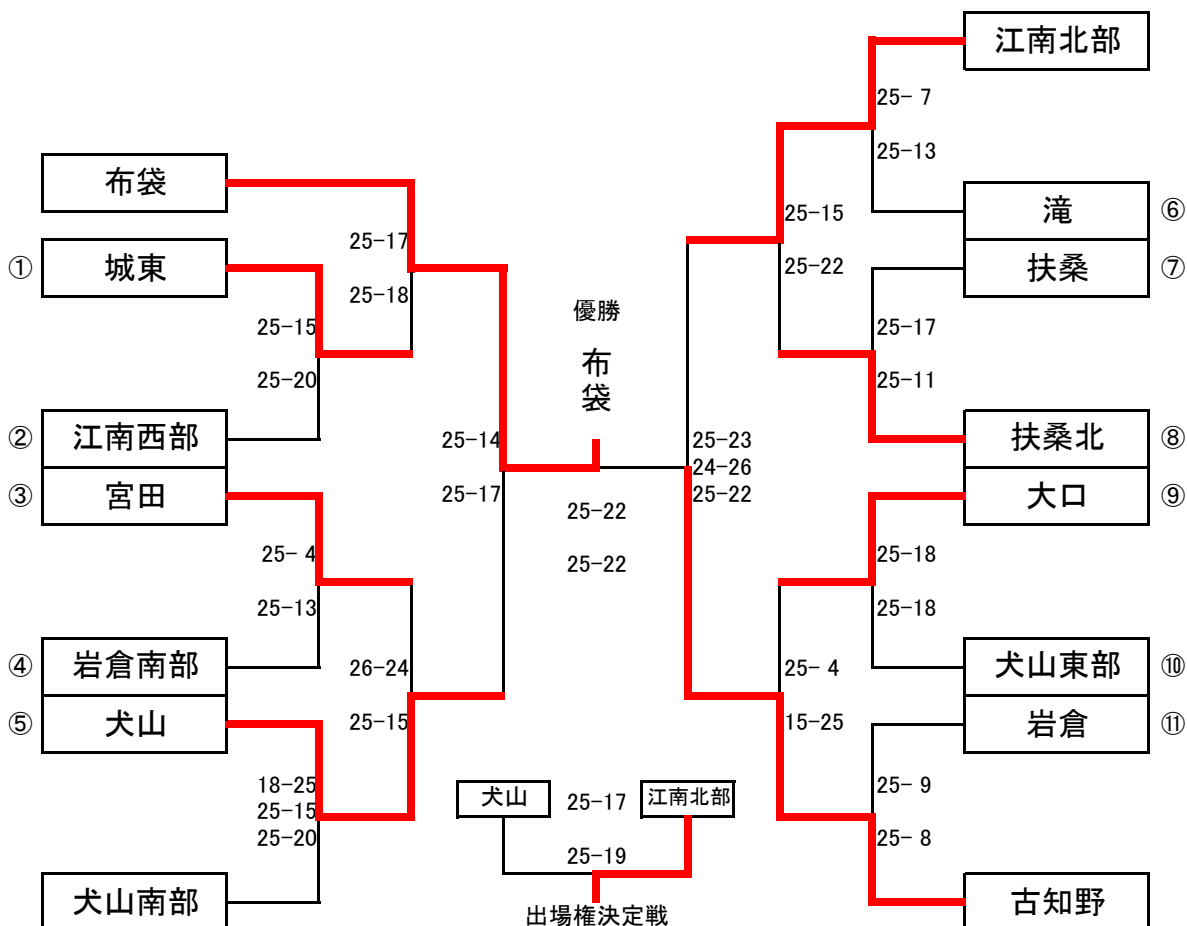 布袋
① 城東
② 江南西部
③ 宮田
④ 岩倉南部
⑤ 犬山
犬山南部
25-15
25-20
25- 4
25-13
18-25
25-15
25-20
25-17
25-18
26-24
25-15
25-14
25-17
優勝
布袋
25-22
25-22
25-23
24-26
25-22
25-15
25-22
25- 4
15-25
25- 7
25-13
25-17
25-11
25-18
25-18
25- 9
25- 8
江南北部
滝 ⑥
扶桑 ⑦
扶桑北 ⑧
大口 ⑨
犬山東部 ⑩
岩倉 ⑪
古知野
犬山 25-17 江南北部
25-19
出場権決定戦